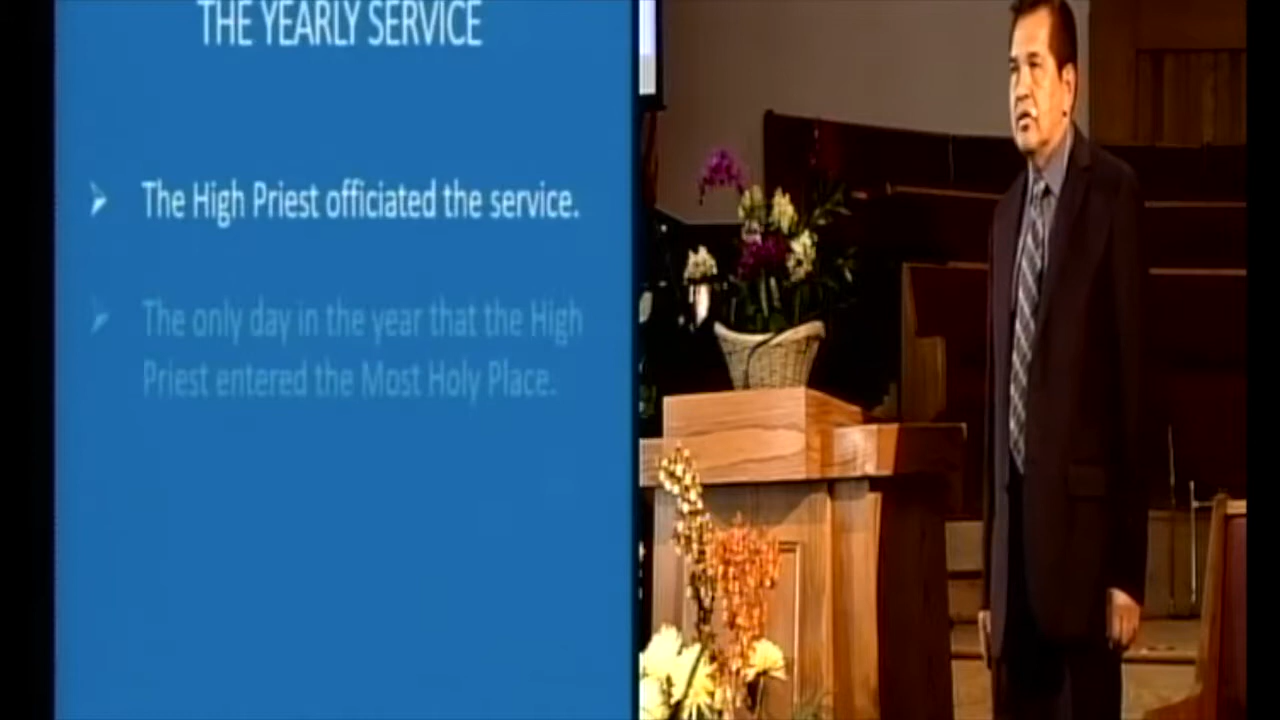 THE YEARLY SERVICE
The High Priest officiated the service.
The only day in the year that the High
Priest entered the Most Holy Place.